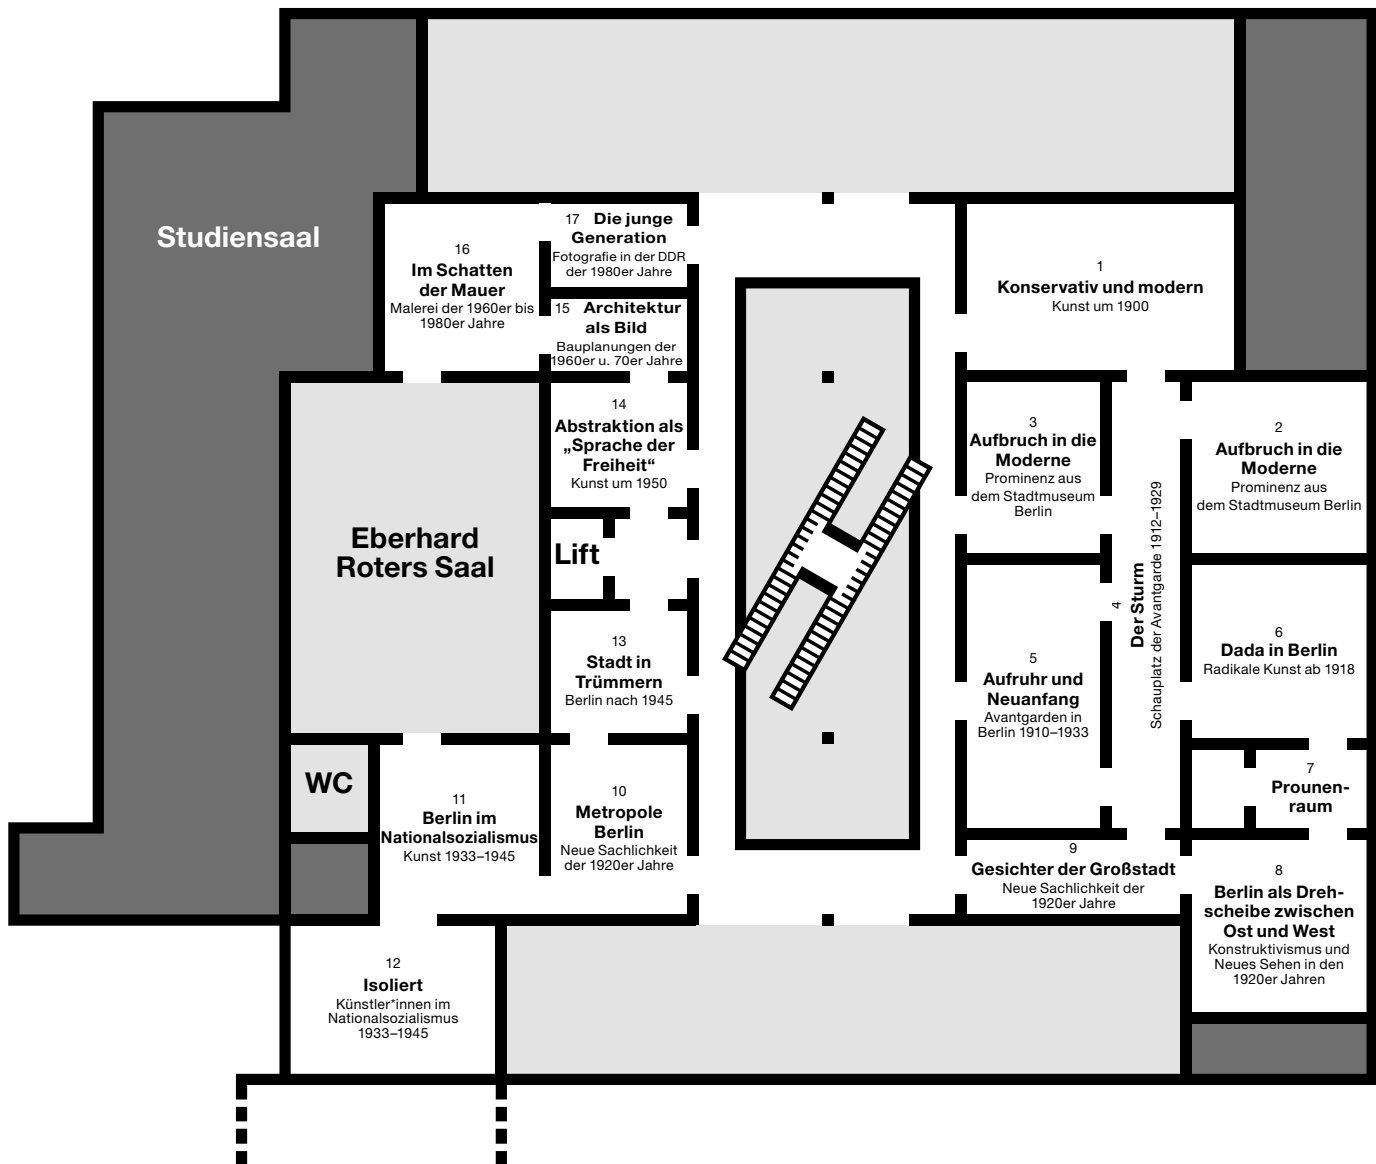 Studiensaal
16
Im Schatten
der Mauer
Malerei der 1960er bis
1980er Jahre
17 Die junge
Generation
Fotografie in der DDR
der 1980er Jahre
15 Architektur
als Bild
Bauplanungen der
1960er u. 70er Jahre
14
Abstraktion als
„Sprache der
Freiheit“
Kunst um 1950
Eberhard
Roters Saal
Lift
13
Stadt in
Trümmern
Berlin nach 1945
WC
11
Berlin im
Nationalsozialismus
Kunst 1933–1945
10
Metropole
Berlin
Neue Sachlichkeit
der 1920er Jahre
12
Isoliert
Künstler*innen im
Nationalsozialismus
1933–1945
1
Konservativ und modern
Kunst um 1900
3
Aufbruch in die
Moderne
Prominenz aus
dem Stadtmuseum
Berlin
2
Aufbruch in die
Moderne
Prominenz aus
dem Stadtmuseum Berlin
4
Der Sturm
Schauplatz der Avantgarde 1912–1929
5
Aufruhr und
Neuanfang
Avantgarden in
Berlin 1910–1933
6
Dada in Berlin
Radikale Kunst ab 1918
7
Prounen-
raum
9
Gesichter der Großstadt
Neue Sachlichkeit der
1920er Jahre
8
Berlin als Dreh-
scheibe zwischen
Ost und West
Konstruktivismus und
Neues Sehen in den
1920er Jahren